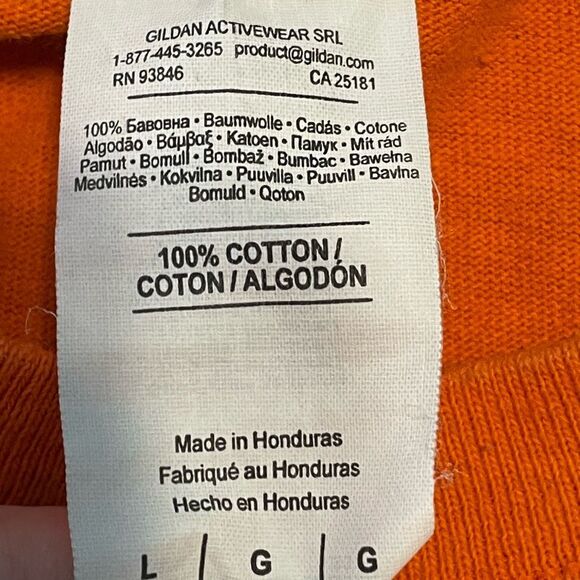 GILDAN ACTIVEWEAR SRL
1-877-445-3265 product@gildan.com
RN 93846 CA 25181
100% Бавовна • Baumwolle • Cadás • Cotone
Algodão • Βάμβαξ • Katoen • Памук • Mit rád
Pamut • Bomull • Bombaž • Bumbac • Bawełna
Medvilnės • Kokvilna • Puuvilla • Puuvill • Bavlna
Bomuld • Qoton
100% COTTON /
COTON / ALGODÓN
Made in Honduras
Fabriqué au Honduras
Hecho en Honduras
L | G | G